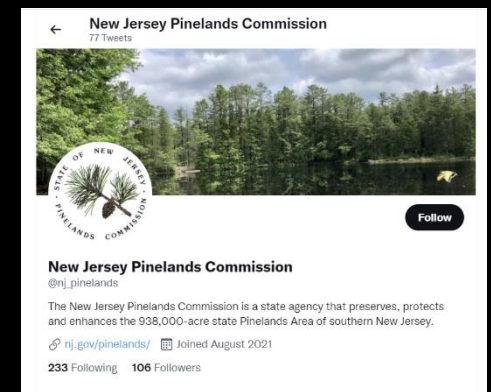 New Jersey Pinelands Commission
77 Tweets
STATE OF NEW JERSEY
PINELANDS COMMISSION
Follow
New Jersey Pinelands Commission
@nj_pinelands
The New Jersey Pinelands Commission is a state agency that preserves, protects
and enhances the 938,000-acre state Pinelands Area of southern New Jersey.
nj.gov/pinelands/ Joined August 2021
233 Following 106 Followers